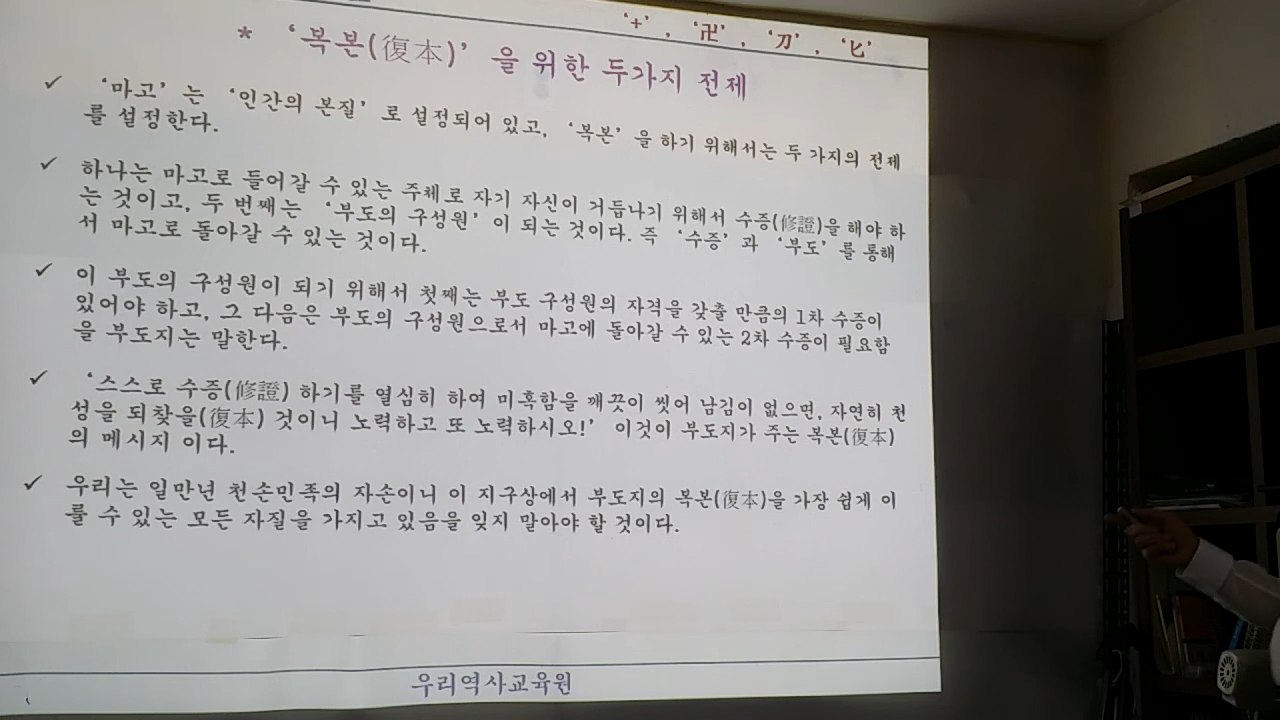 ‘+’, ‘卍’, ‘刀’, ‘匕’
* ‘복본(復本)’ 을 위한 두가지 전제
✓ ‘마고’ 는 ‘인간의 본질’ 로 설정되어 있고, ‘복본’ 을 하기 위해서는 두 가지의 전제
를 설정한다.
✓ 하나는 마고로 들어갈 수 있는 주체로 자기 자신이 거듭나기 위해서 수증(修證)을 해야 하
는 것이고, 두 번째는 ‘부도의 구성원’ 이 되는 것이다. 즉 ‘수증’ 과 ‘부도’ 를 통해
서 마고로 돌아갈 수 있는 것이다.
✓ 이 부도의 구성원이 되기 위해서 첫째는 부도 구성원의 자격을 갖출 만큼의 1차 수증이
있어야 하고, 그 다음은 부도의 구성원으로서 마고에 돌아갈 수 있는 2차 수증이 필요함
을 부도지는 말한다.
✓ ‘스스로 수증(修證) 하기를 열심히 하여 미혹함을 깨끗이 씻어 남김이 없으면, 자연히 천
성을 되찾을(復本) 것이니 노력하고 또 노력하시오!’ 이것이 부도지가 주는 복본(復本)
의 메시지 이다.
✓ 우리는 일만년 천손민족의 자손이니 이 지구상에서 부도지의 복본(復本)을 가장 쉽게 이
룰 수 있는 모든 자질을 가지고 있음을 잊지 말아야 할 것이다.
우리역사교육원